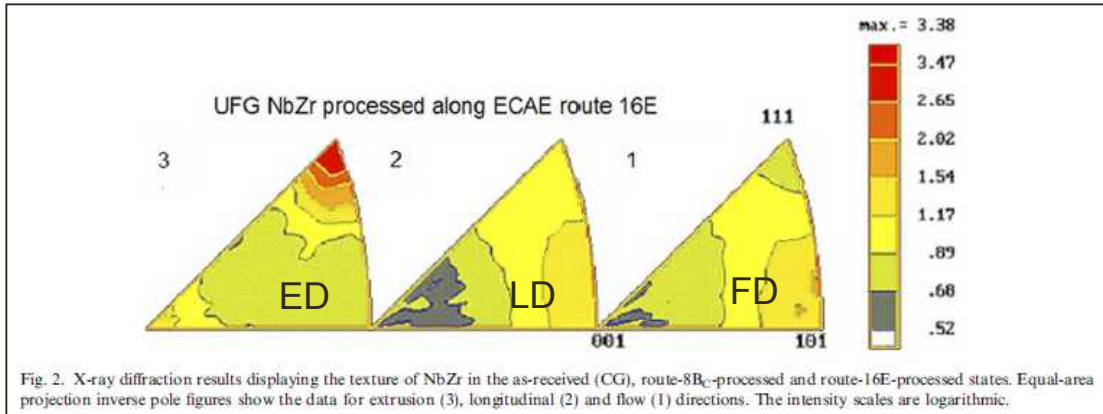 max.= 3.38
3.47
2.65
2.02
1.54
1.17
.89
.68
.52
UFG NbZr processed along ECAE route 16E
111
3
2
1
ED
LD
FD
001
101
Fig. 2. X-ray diffraction results displaying the texture of NbZr in the as-received (CG), route-8B_C-processed and route-16E-processed states. Equal-area
projection inverse pole figures show the data for extrusion (3), longitudinal (2) and flow (1) directions. The intensity scales are logarithmic.